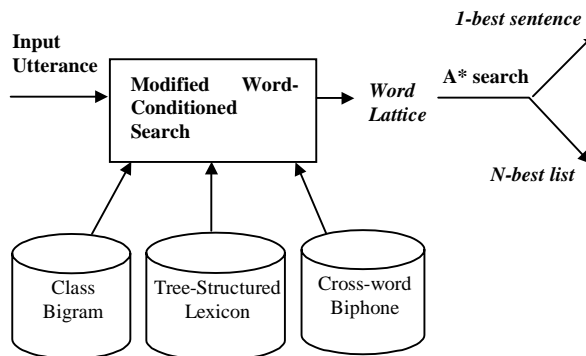 Input
Utterance
Modified Word-
Conditioned
Search
Word
Lattice
A* search
1-best sentence
N-best list
Class
Bigram
Tree-Structured
Lexicon
Cross-word
Biphone